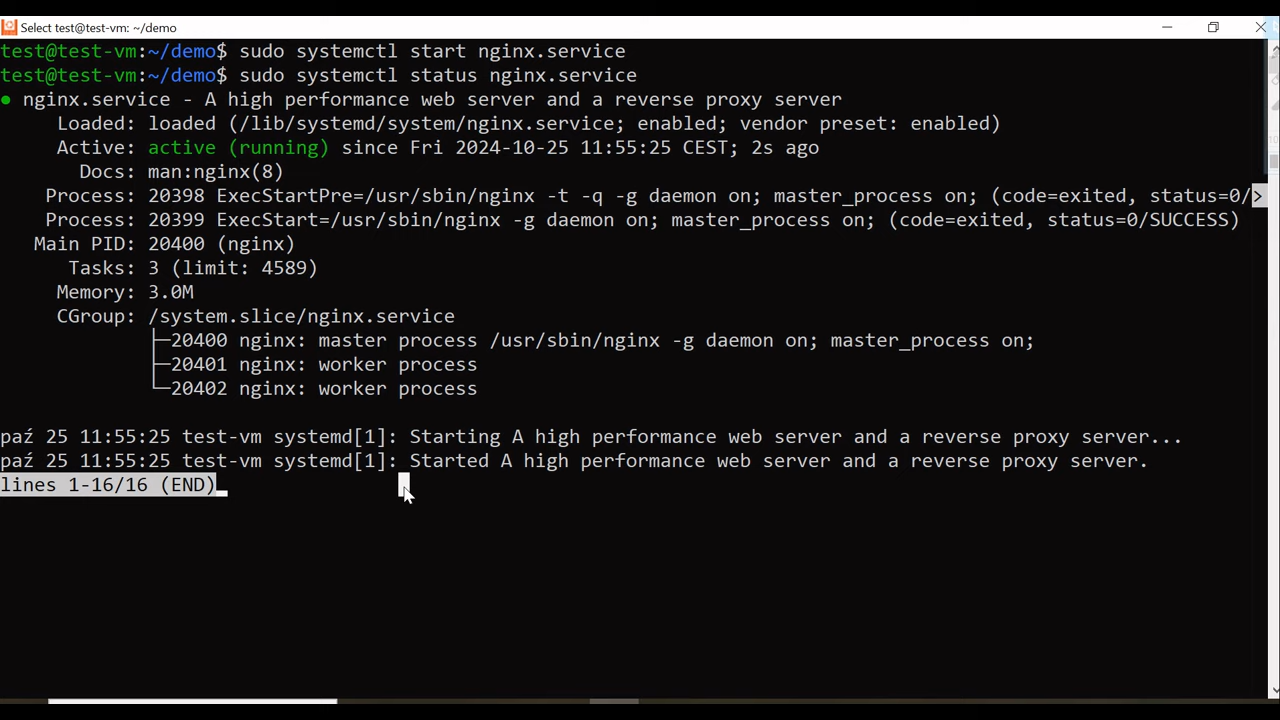 Select test@test-vm: ~/demo
test@test-vm:~/demo$ sudo systemctl start nginx.service
test@test-vm:~/demo$ sudo systemctl status nginx.service
● nginx.service - A high performance web server and a reverse proxy server
Loaded: loaded (/lib/systemd/system/nginx.service; enabled; vendor preset: enabled)
Active: active (running) since Fri 2024-10-25 11:55:25 CEST; 2s ago
Docs: man:nginx(8)
Process: 20398 ExecStartPre=/usr/sbin/nginx -t -q -g daemon on; master_process on; (code=exited, status=0/>
Process: 20399 ExecStart=/usr/sbin/nginx -g daemon on; master_process on; (code=exited, status=0/SUCCESS)
Main PID: 20400 (nginx)
Tasks: 3 (limit: 4589)
Memory: 3.0M
CGroup: /system.slice/nginx.service
├─20400 nginx: master process /usr/sbin/nginx -g daemon on; master_process on;
├─20401 nginx: worker process
└─20402 nginx: worker process
paź 25 11:55:25 test-vm systemd[1]: Starting A high performance web server and a reverse proxy server...
paź 25 11:55:25 test-vm systemd[1]: Started A high performance web server and a reverse proxy server.
lines 1-16/16 (END)